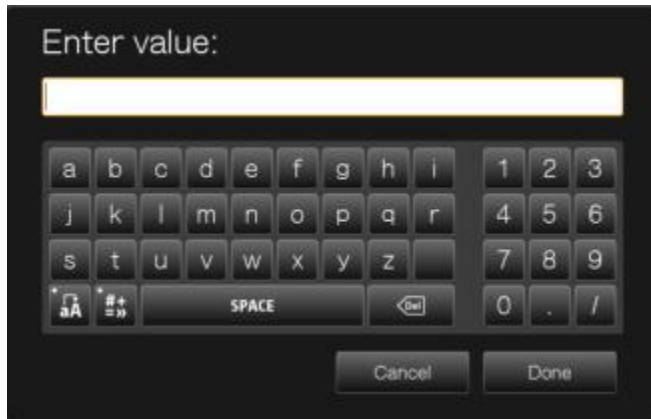 Enter value:
a b c d e f g h i 1 2 3
j k l m n o p q r 4 5 6
s t u v w x y z 7 8 9
aA #+=» SPACE Del 0 . /
Cancel Done